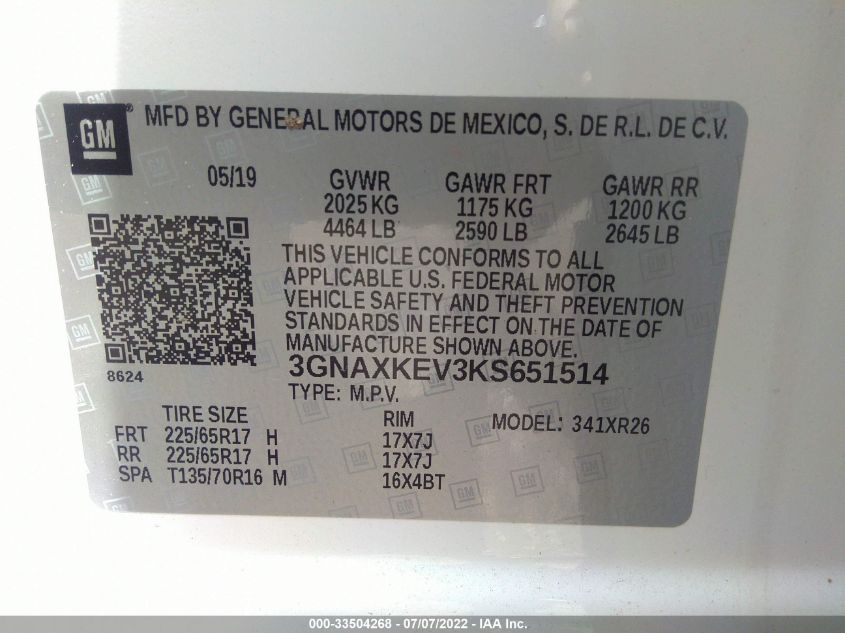 GM ® MFD BY GENERAL MOTORS DE MEXICO, S. DE R.L. DE C.V.
05/19 GVWR GAWR FRT GAWR RR
2025 KG 1175 KG 1200 KG
4464 LB 2590 LB 2645 LB
THIS VEHICLE CONFORMS TO ALL
APPLICABLE U.S. FEDERAL MOTOR
VEHICLE SAFETY AND THEFT PREVENTION
STANDARDS IN EFFECT ON THE DATE OF
MANUFACTURE SHOWN ABOVE.
8624 3GNAXKEV3KS651514
TYPE: M.P.V.
TIRE SIZE RIM MODEL: 341XR26
FRT 225/65R17 H 17X7J
RR 225/65R17 H 17X7J
SPA T135/70R16 M 16X4BT
000-33504268 - 07/07/2022 - IAA Inc.